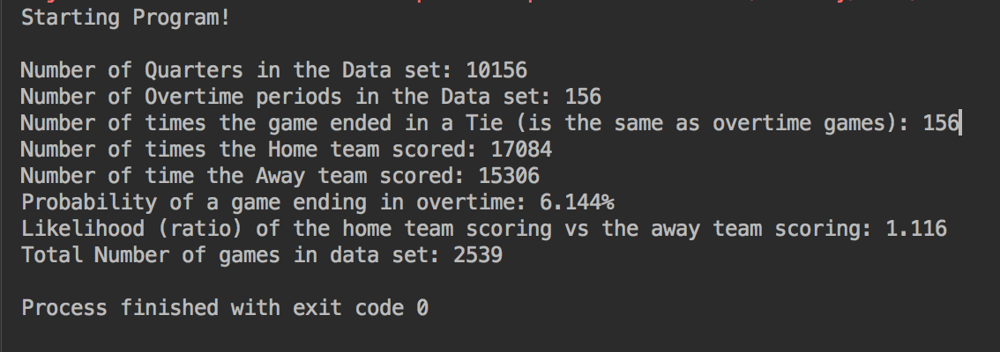 Starting Program!
Number of Quarters in the Data set: 10156
Number of Overtime periods in the Data set: 156
Number of times the game ended in a Tie (is the same as overtime games): 156
Number of times the Home team scored: 17084
Number of time the Away team scored: 15306
Probability of a game ending in overtime: 6.144%
Likelihood (ratio) of the home team scoring vs the away team scoring: 1.116
Total Number of games in data set: 2539
Process finished with exit code 0